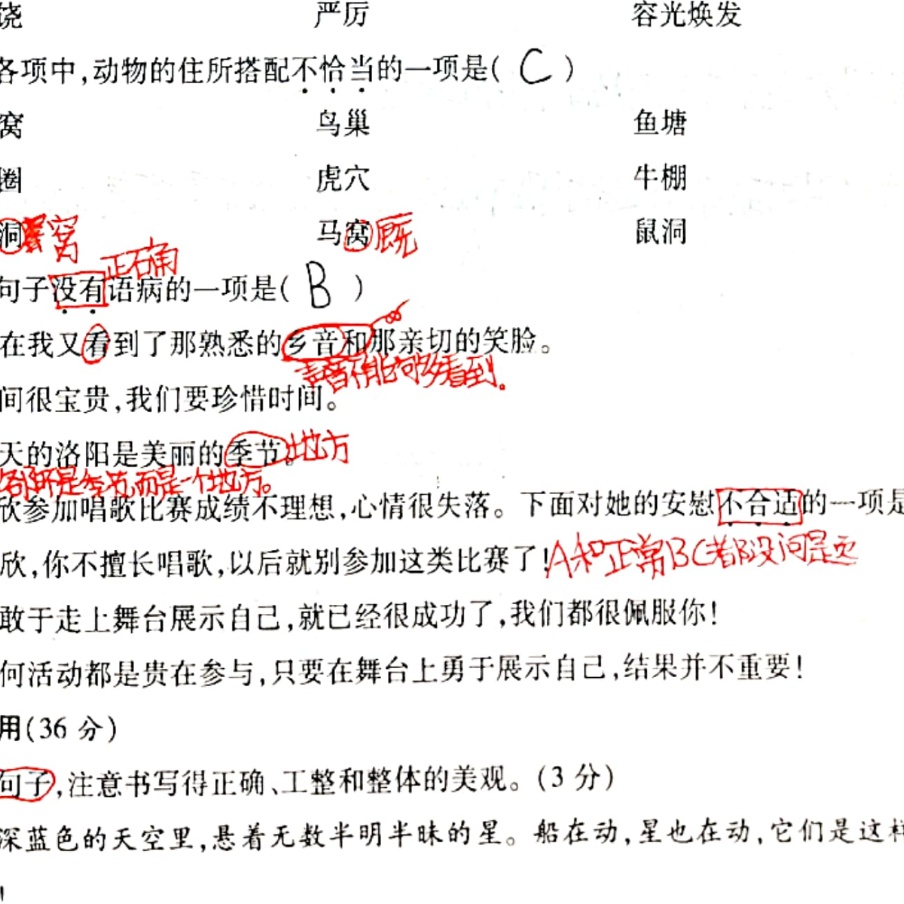 饶 严厉 容光焕发
各项中,动物的住所搭配不恰当的一项是( C )
窝 鸟巢 鱼塘
圈 虎穴 牛棚
洞 窝 马窝 厩 鼠洞
正确
句子没有语病的一项是( B )
在我又看到了那熟悉的乡音和那亲切的笑脸。
声音不能够看到。
间很宝贵,我们要珍惜时间。
天的洛阳是美丽的季节。地方
洛阳不是季节,而是一个地方。
欣参加唱歌比赛成绩不理想,心情很失落。下面对她的安慰不合适的一项是
欣,你不擅长唱歌,以后就别参加这类比赛了!
敢于走上舞台展示自己,就已经很成功了,我们都很佩服你!
何活动都是贵在参与,只要在舞台上勇于展示自己,结果并不重要!
用(36 分)
句子,注意书写得正确、工整和整体的美观。(3 分)
深蓝色的天空里,悬着无数半明半昧的星。船在动,星也在动,它们是这样
!